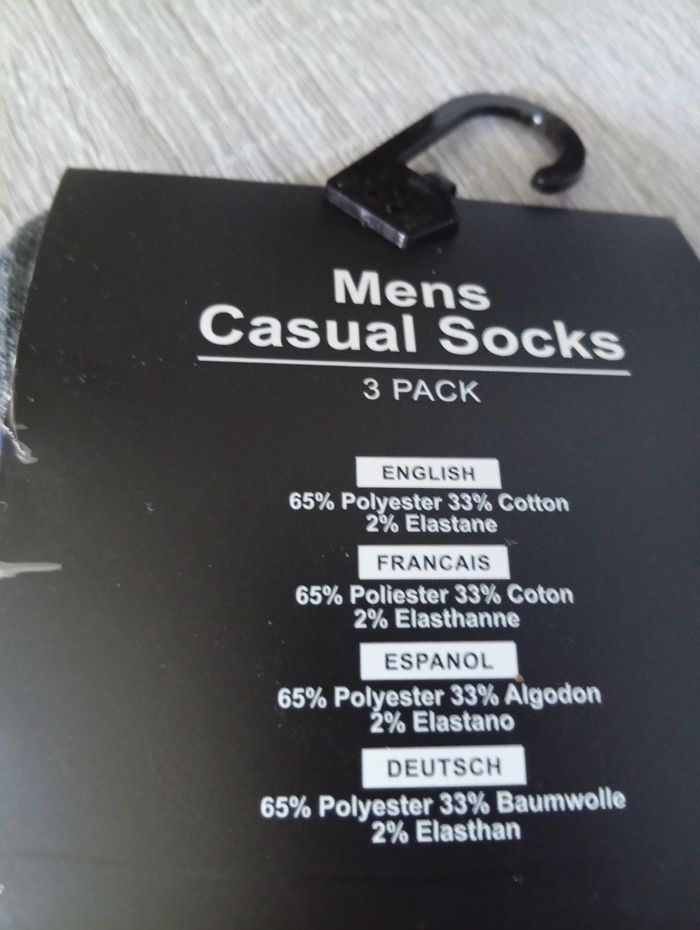 Mens
Casual Socks
3 PACK
ENGLISH
65% Polyester 33% Cotton
2% Elastane
FRANCAIS
65% Poliester 33% Coton
2% Elasthanne
ESPANOL
65% Polyester 33% Algodon
2% Elastano
DEUTSCH
65% Polyester 33% Baumwolle
2% Elasthan